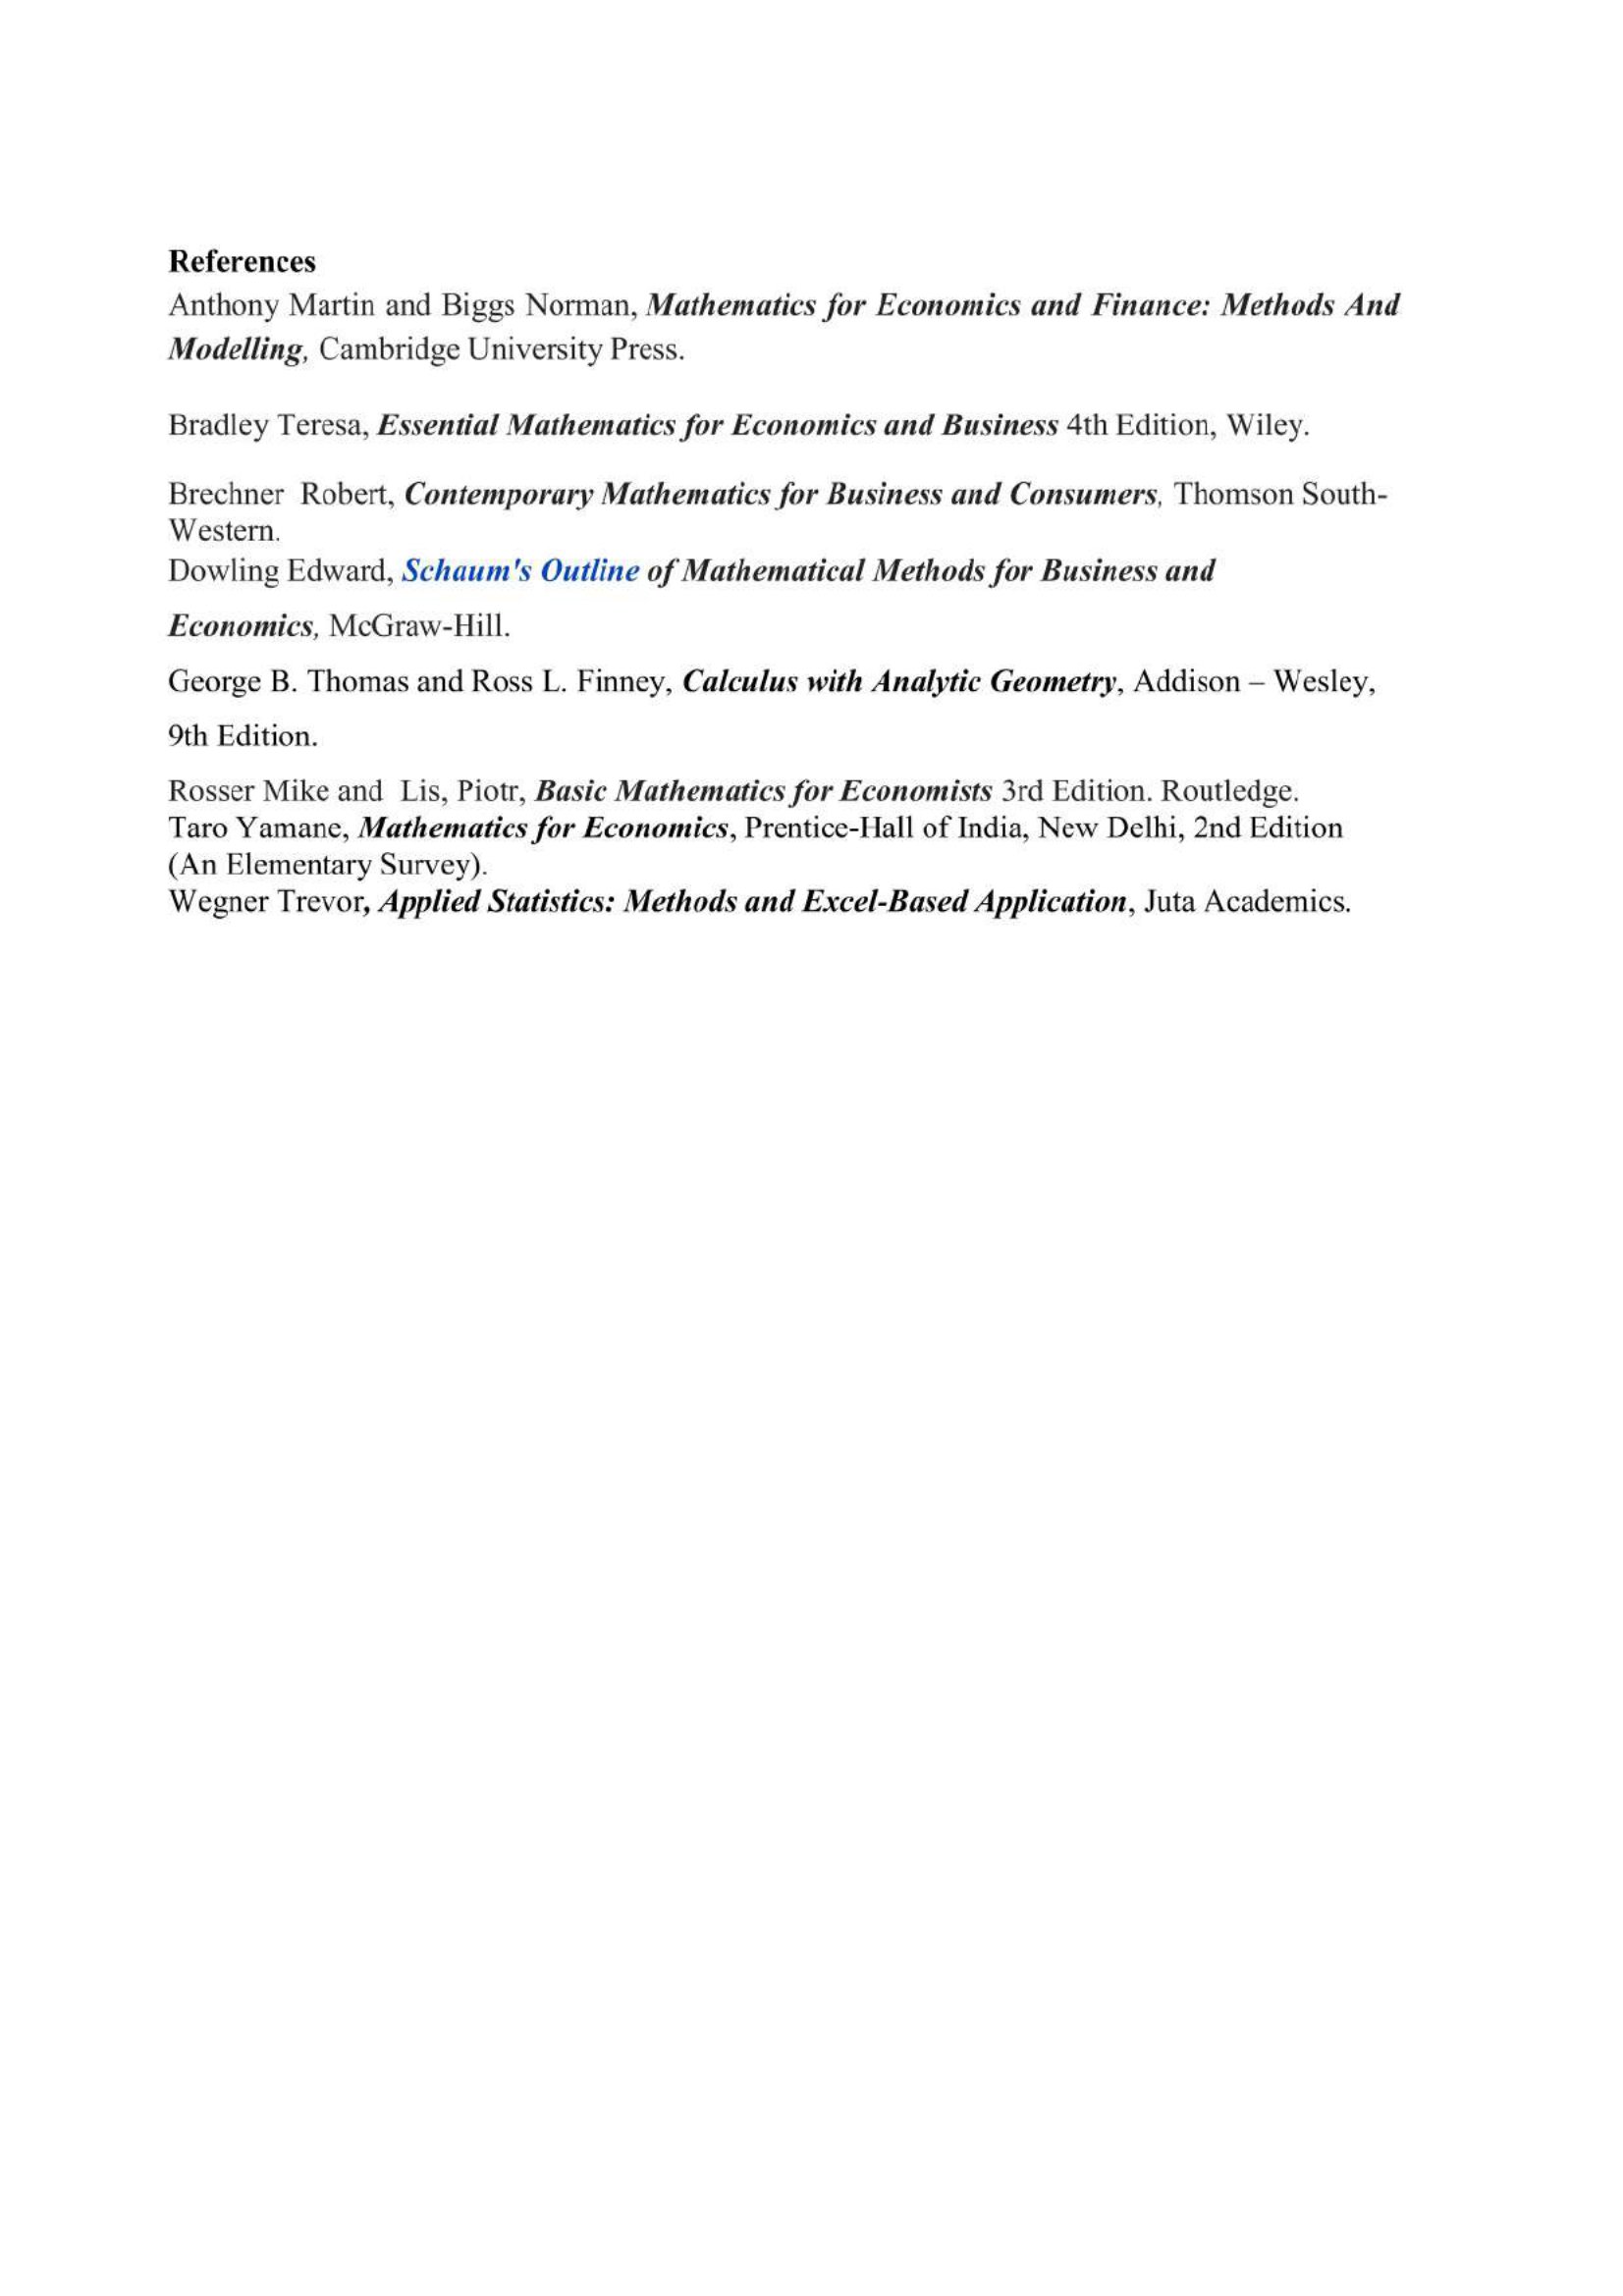 References
Anthony Martin and Biggs Norman, Mathematics for Economics and Finance: Methods And
Modelling, Cambridge University Press.
Bradley Teresa, Essential Mathematics for Economics and Business 4th Edition, Wiley.
Brechner Robert, Contemporary Mathematics for Business and Consumers, Thomson South-
Western.
Dowling Edward, Schaum's Outline of Mathematical Methods for Business and
Economics, McGraw-Hill.
George B. Thomas and Ross L. Finney, Calculus with Analytic Geometry, Addison – Wesley,
9th Edition.
Rosser Mike and Lis, Piotr, Basic Mathematics for Economists 3rd Edition. Routledge.
Taro Yamane, Mathematics for Economics, Prentice-Hall of India, New Delhi, 2nd Edition
(An Elementary Survey).
Wegner Trevor, Applied Statistics: Methods and Excel-Based Application, Juta Academics.